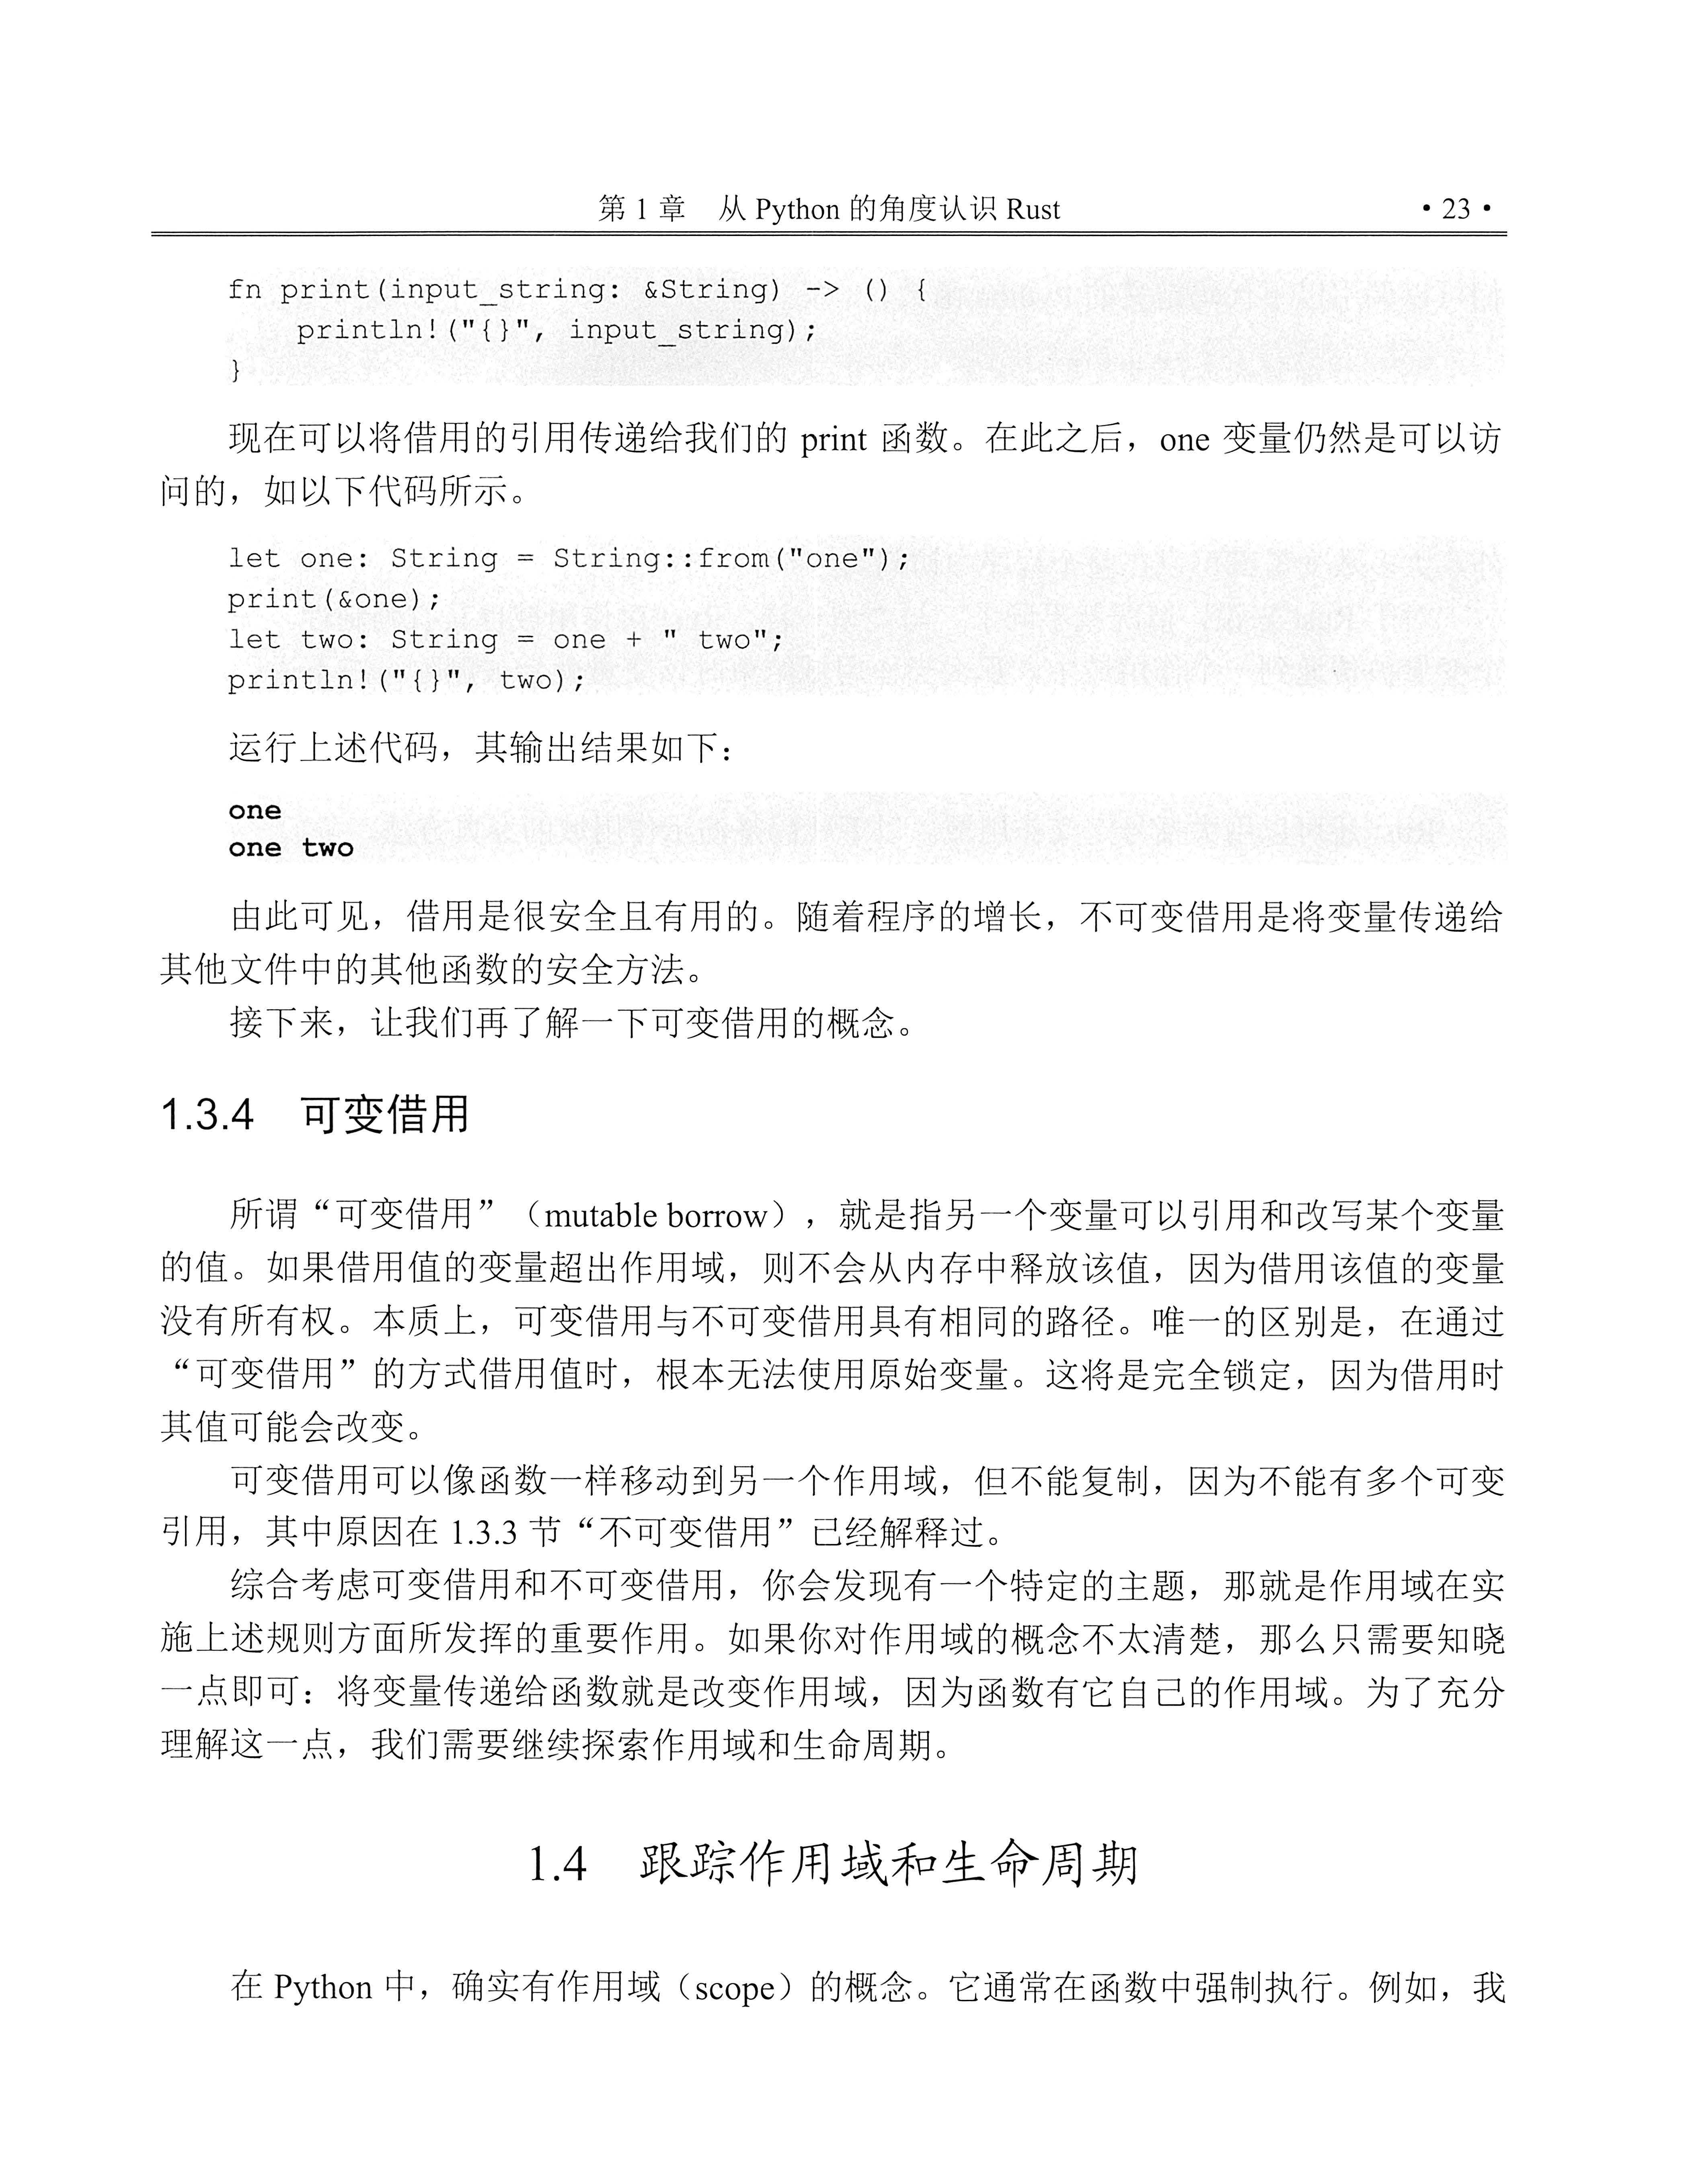 第 1 章　从 Python 的角度认识 Rust　• 23 •
fn print(input_string: &String) -> () {
    println!("{}", input_string);
}
现在可以将借用的引用传递给我们的 print 函数。在此之后，one 变量仍然是可以访
问的，如以下代码所示。
let one: String = String::from("one");
print(&one);
let two: String = one + " two";
println!("{}", two);
运行上述代码，其输出结果如下：
one
one two
由此可见，借用是很安全且有用的。随着程序的增长，不可变借用是将变量传递给
其他文件中的其他函数的安全方法。
接下来，让我们再了解一下可变借用的概念。
1.3.4　可变借用
所谓“可变借用”（mutable borrow），就是指另一个变量可以引用和改写某个变量
的值。如果借用值的变量超出作用域，则不会从内存中释放该值，因为借用该值的变量
没有所有权。本质上，可变借用与不可变借用具有相同的路径。唯一的区别是，在通过
“可变借用”的方式借用值时，根本无法使用原始变量。这将是完全锁定，因为借用时
其值可能会改变。
可变借用可以像函数一样移动到另一个作用域，但不能复制，因为不能有多个可变
引用，其中原因在 1.3.3 节“不可变借用”已经解释过。
综合考虑可变借用和不可变借用，你会发现有一个特定的主题，那就是作用域在实
施上述规则方面所发挥的重要作用。如果你对作用域的概念不太清楚，那么只需要知晓
一点即可：将变量传递给函数就是改变作用域，因为函数有它自己的作用域。为了充分
理解这一点，我们需要继续探索作用域和生命周期。
1.4　跟踪作用域和生命周期
在 Python 中，确实有作用域（scope）的概念。它通常在函数中强制执行。例如，我